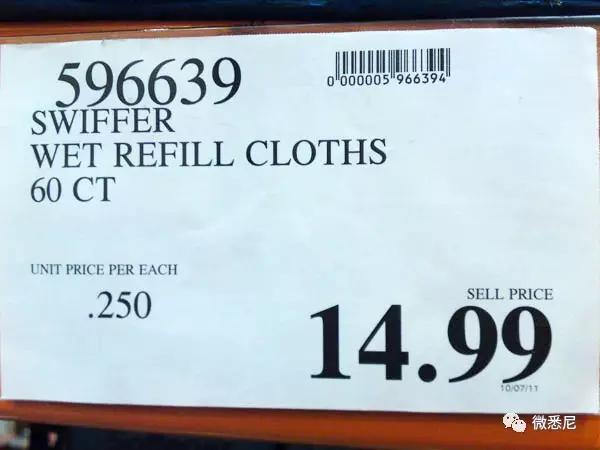 596639
0 000005 966394
SWIFFER
WET REFILL CLOTHS
60 CT
UNIT PRICE PER EACH
.250
SELL PRICE
14.99
10/07/11
微悉尼